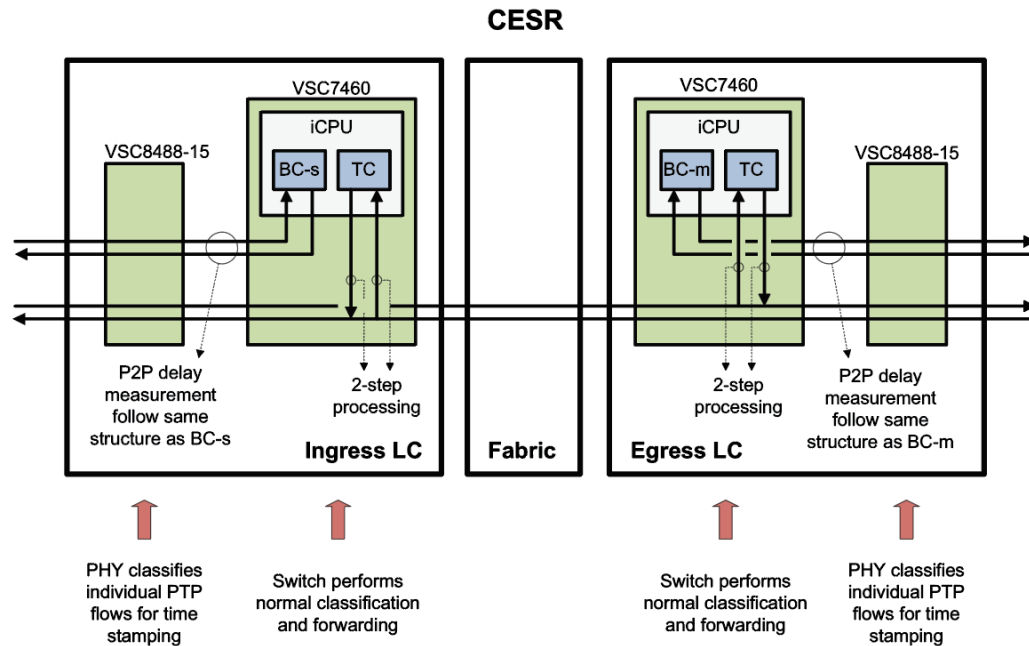 CESR
VSC7460
iCPU
VSC8488-15
BC-s
TC
P2P delay
measurement
follow same
structure as BC-s
2-step
processing
Ingress LC
Fabric
VSC7460
iCPU
VSC8488-15
BC-m
TC
2-step
processing
P2P delay
measurement
follow same
structure as BC-m
Egress LC
PHY classifies
individual PTP
flows for time
stamping
Switch performs
normal classification
and forwarding
Switch performs
normal classification
and forwarding
PHY classifies
individual PTP
flows for time
stamping